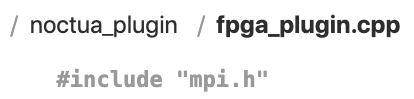 / noctua_plugin / fpga_plugin.cpp
#include "mpi.h"